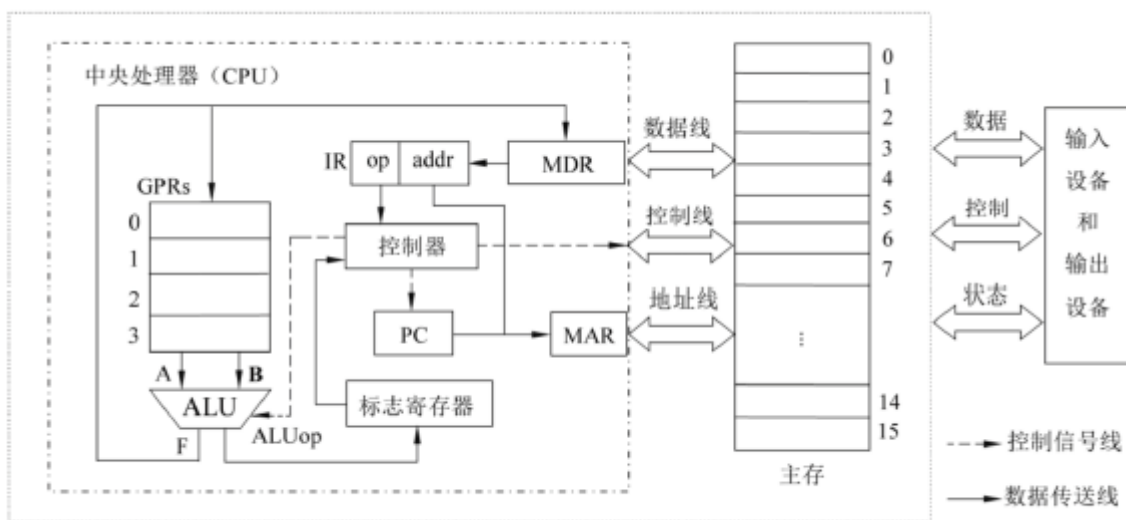 中央处理器（CPU）
IR
op
addr
MDR
GPRs
0
1
2
3
控制器
PC
MAR
A
B
ALU
ALUop
F
标志寄存器
数据线
控制线
地址线
0
1
2
3
4
5
6
7
⋮
14
15
主存
数据
控制
状态
输入
设备
和
输出
设备
控制信号线
数据传送线